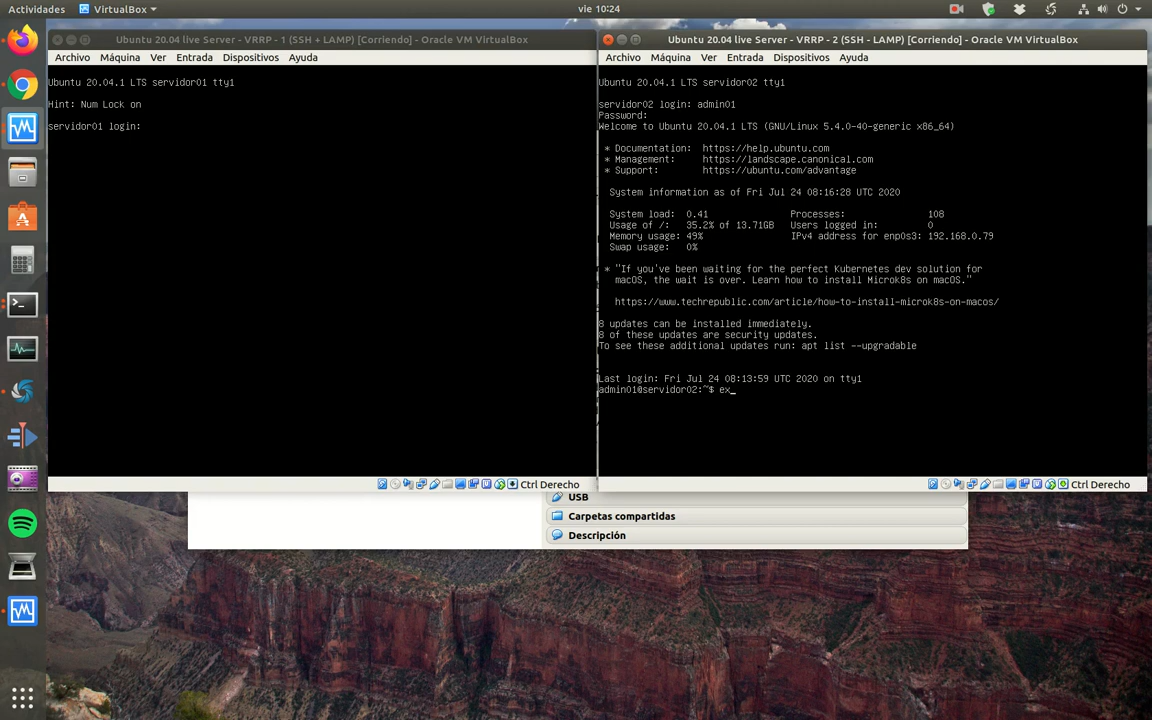 Actividades
VirtualBox
vie 10:24
Ubuntu 20.04 live Server - VRRP - 1 (SSH + LAMP) [Corriendo] - Oracle VM VirtualBox
Archivo Máquina Ver Entrada Dispositivos Ayuda
Ubuntu 20.04.1 LTS servidor01 tty1
Hint: Num Lock on
servidor01 login:
Ctrl Derecho
Ubuntu 20.04 live Server - VRRP - 2 (SSH - LAMP) [Corriendo] - Oracle VM VirtualBox
Archivo Máquina Ver Entrada Dispositivos Ayuda
Ubuntu 20.04.1 LTS servidor02 tty1
servidor02 login: admin01
Password:
Welcome to Ubuntu 20.04.1 LTS (GNU/Linux 5.4.0-40-generic x86_64)
* Documentation: https://help.ubuntu.com
* Management: https://landscape.canonical.com
* Support: https://ubuntu.com/advantage
System information as of Fri Jul 24 08:16:28 UTC 2020
System load: 0.41 Processes: 108
Usage of /: 35.2% of 13.71GB Users logged in: 0
Memory usage: 49% IPv4 address for enp0s3: 192.168.0.79
Swap usage: 0%
* "If you've been waiting for the perfect Kubernetes dev solution for
macOS, the wait is over. Learn how to install Microk8s on macOS."
https://www.techrepublic.com/article/how-to-install-microk8s-on-macos/
8 updates can be installed immediately.
8 of these updates are security updates.
To see these additional updates run: apt list --upgradable
Last login: Fri Jul 24 08:13:59 UTC 2020 on tty1
admin01@servidor02:~$ ex_
Ctrl Derecho
USB
Carpetas compartidas
Descripción